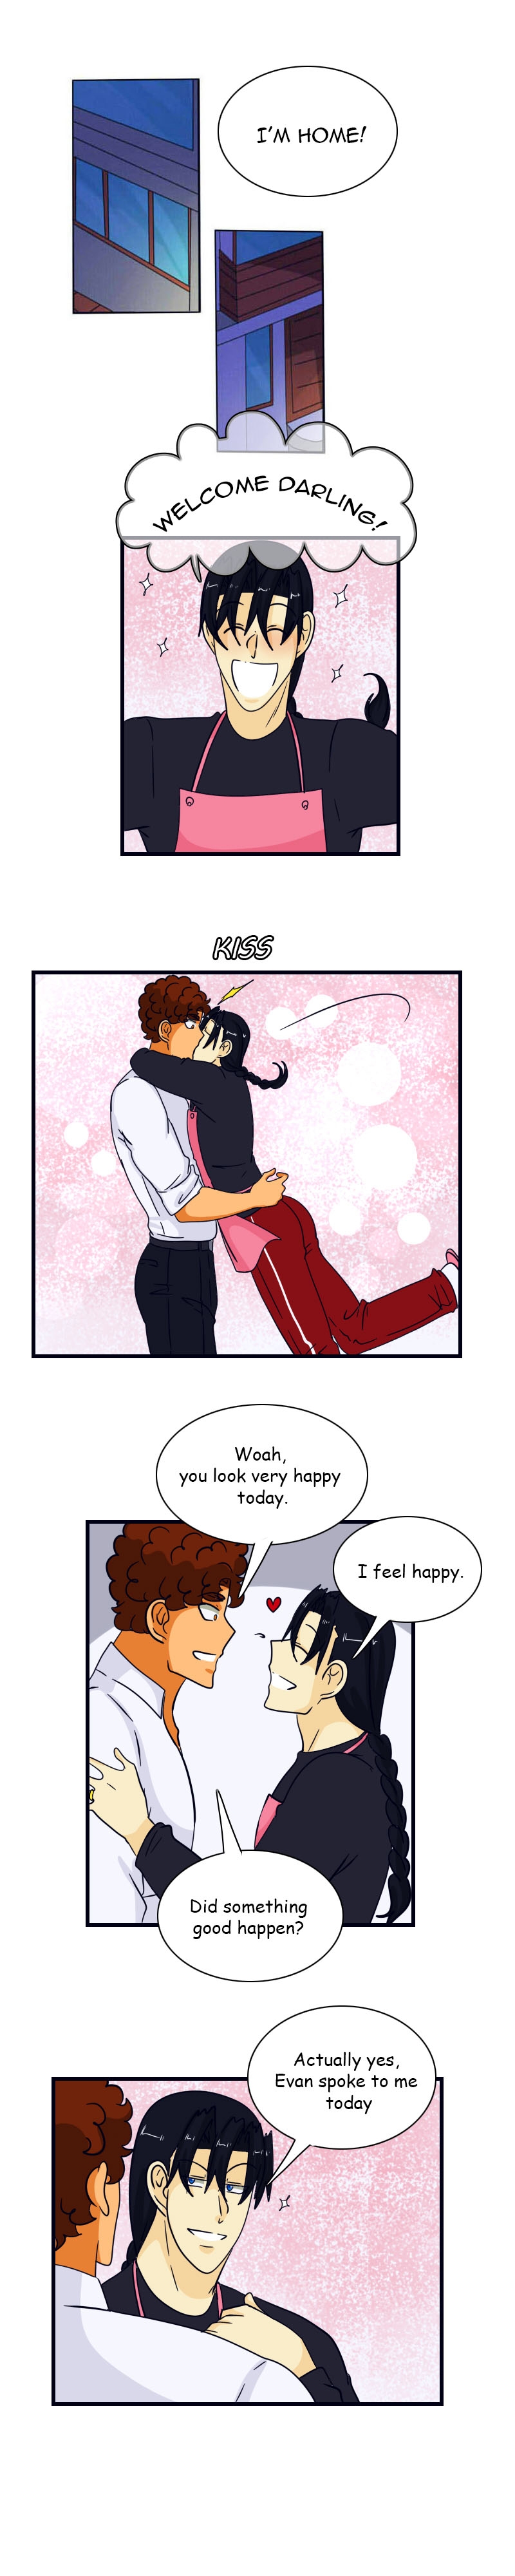 I'M HOME!
WELCOME DARLING!
KISS
Woah,
you look very happy
today.
I feel happy.
Did something
good happen?
Actually yes,
Evan spoke to me
today